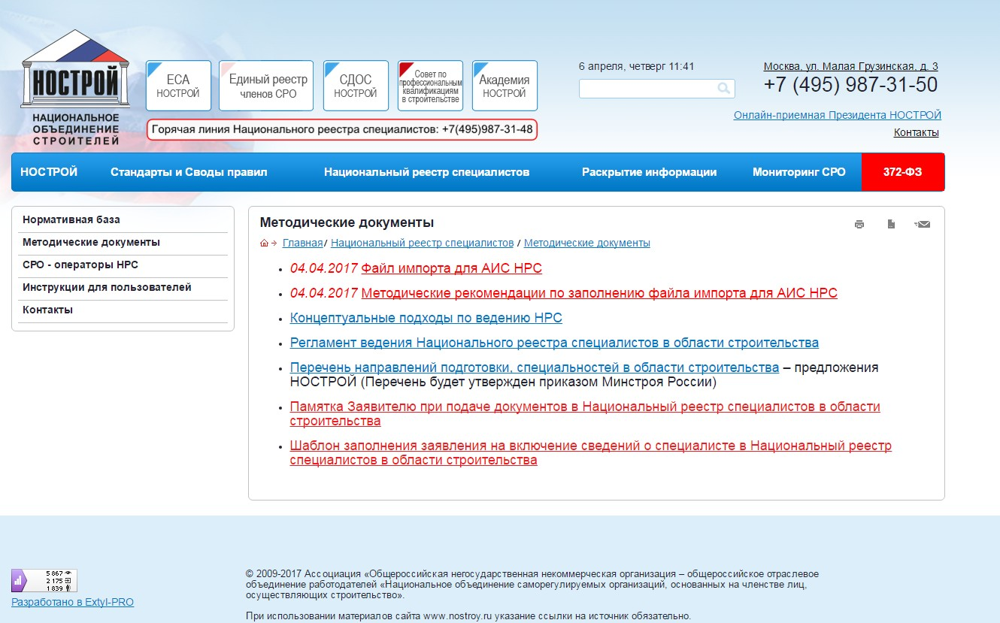 НОСТРОЙ
НАЦИОНАЛЬНОЕ
ОБЪЕДИНЕНИЕ
СТРОИТЕЛЕЙ
ЕСА
НОСТРОЙ
Единый реестр
членов СРО
СДОС
НОСТРОЙ
Совет по
профессиональным
квалификациям
в строительстве
Академия
НОСТРОЙ
Горячая линия Национального реестра специалистов: +7(495)987-31-48
6 апреля, четверг 11:41
Москва, ул. Малая Грузинская, д. 3
+7 (495) 987-31-50
Онлайн-приемная Президента НОСТРОЙ
Контакты
НОСТРОЙ Стандарты и Своды правил Национальный реестр специалистов Раскрытие информации Мониторинг СРО 372-ФЗ
Нормативная база
Методические документы
СРО - операторы НРС
Инструкции для пользователей
Контакты
Методические документы
Главная/ Национальный реестр специалистов / Методические документы
04.04.2017 Файл импорта для АИС НРС
04.04.2017 Методические рекомендации по заполнению файла импорта для АИС НРС
Концептуальные подходы по ведению НРС
Регламент ведения Национального реестра специалистов в области строительства
Перечень направлений подготовки, специальностей в области строительства – предложения
НОСТРОЙ (Перечень будет утвержден приказом Минстроя России)
Памятка Заявителю при подаче документов в Национальный реестр специалистов в области
строительства
Шаблон заполнения заявления на включение сведений о специалисте в Национальный реестр
специалистов в области строительства
5 867
2 175
1 839
Разработано в Extyl-PRO
© 2009-2017 Ассоциация «Общероссийская негосударственная некоммерческая организация – общероссийское отраслевое
объединение работодателей «Национальное объединение саморегулируемых организаций, основанных на членстве лиц,
осуществляющих строительство».
При использовании материалов сайта www.nostroy.ru указание ссылки на источник обязательно.